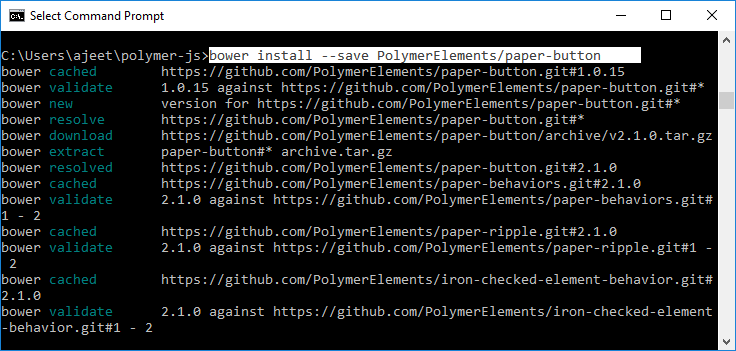 Select Command Prompt
C:\Users\ajeet\polymer-js>bower install --save PolymerElements/paper-button
bower cached        https://github.com/PolymerElements/paper-button.git#1.0.15
bower validate      1.0.15 against https://github.com/PolymerElements/paper-button.git#*
bower new           version for https://github.com/PolymerElements/paper-button.git#*
bower resolve       https://github.com/PolymerElements/paper-button.git#*
bower download      https://github.com/PolymerElements/paper-button/archive/v2.1.0.tar.gz
bower extract       paper-button#* archive.tar.gz
bower resolved      https://github.com/PolymerElements/paper-button.git#2.1.0
bower cached        https://github.com/PolymerElements/paper-behaviors.git#2.1.0
bower validate      2.1.0 against https://github.com/PolymerElements/paper-behaviors.git#
1 - 2
bower cached        https://github.com/PolymerElements/paper-ripple.git#2.1.0
bower validate      2.1.0 against https://github.com/PolymerElements/paper-ripple.git#1 -
 2
bower cached        https://github.com/PolymerElements/iron-checked-element-behavior.git#
2.1.0
bower validate      2.1.0 against https://github.com/PolymerElements/iron-checked-element
-behavior.git#1 - 2